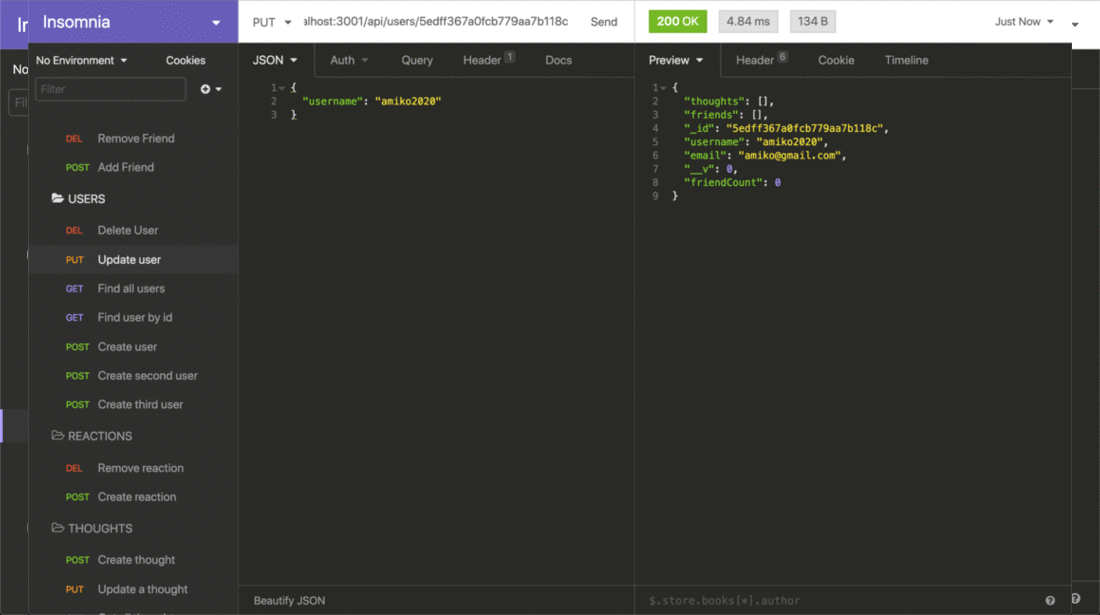 In
Insomnia
PUT
alhost:3001/api/users/5edff367a0fcb779aa7b118c
Send
200 OK
4.84 ms
134 B
Just Now
No
No Environment
Cookies
JSON
Auth
Query
Header 1
Docs
Preview
Header 6
Cookie
Timeline
Fil
Filter
DEL Remove Friend
POST Add Friend
USERS
DEL Delete User
PUT Update user
GET Find all users
GET Find user by id
POST Create user
POST Create second user
POST Create third user
REACTIONS
DEL Remove reaction
POST Create reaction
THOUGHTS
POST Create thought
PUT Update a thought
1 {
2 "username": "amiko2020"
3 }
1 {
2 "thoughts": [],
3 "friends": [],
4 "_id": "5edff367a0fcb779aa7b118c",
5 "username": "amiko2020",
6 "email": "amiko@gmail.com",
7 "__v": 0,
8 "friendCount": 0
9 }
Beautify JSON
$.store.books[*].author